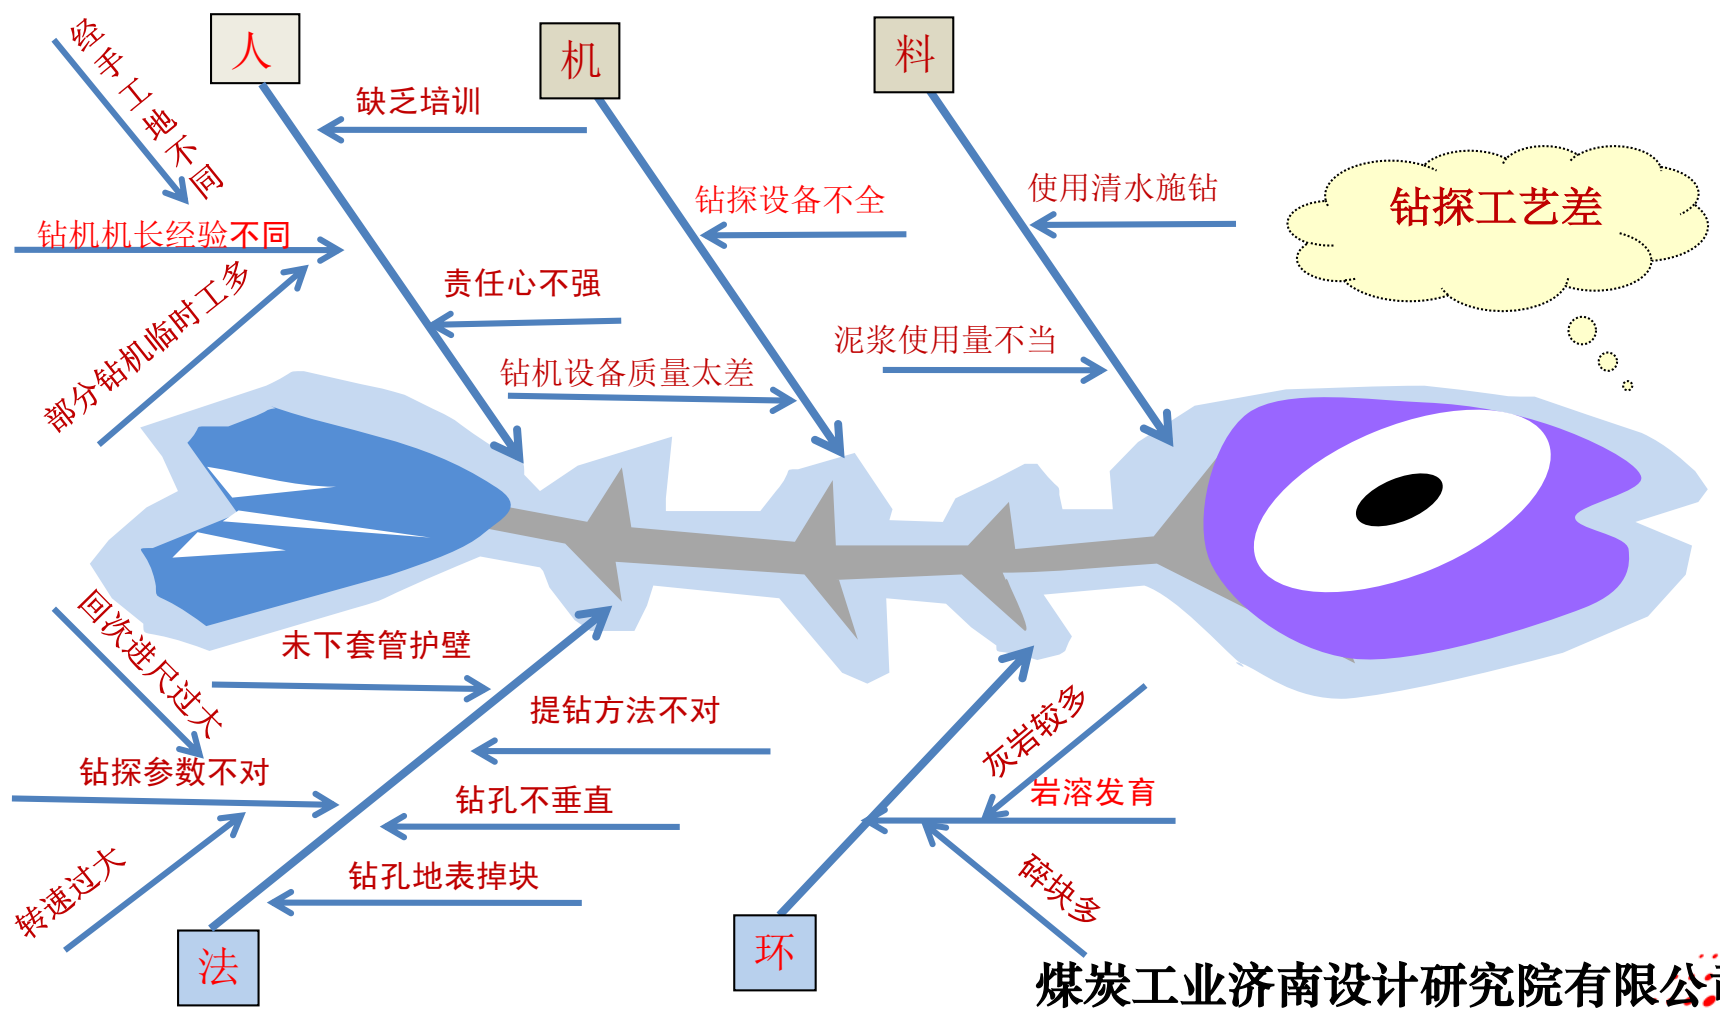 人
机
料
经手工地不同
缺乏培训
钻机机长经验不同
部分钻机临时工多
责任心不强
钻探设备不全
钻机设备质量太差
使用清水施钻
泥浆使用量不当
钻探工艺差
回次进尺过大
未下套管护壁
提钻方法不对
钻探参数不对
钻孔不垂直
转速过大
钻孔地表掉块
灰岩较多
岩溶发育
碎块多
法
环
煤炭工业济南设计研究院有限公司